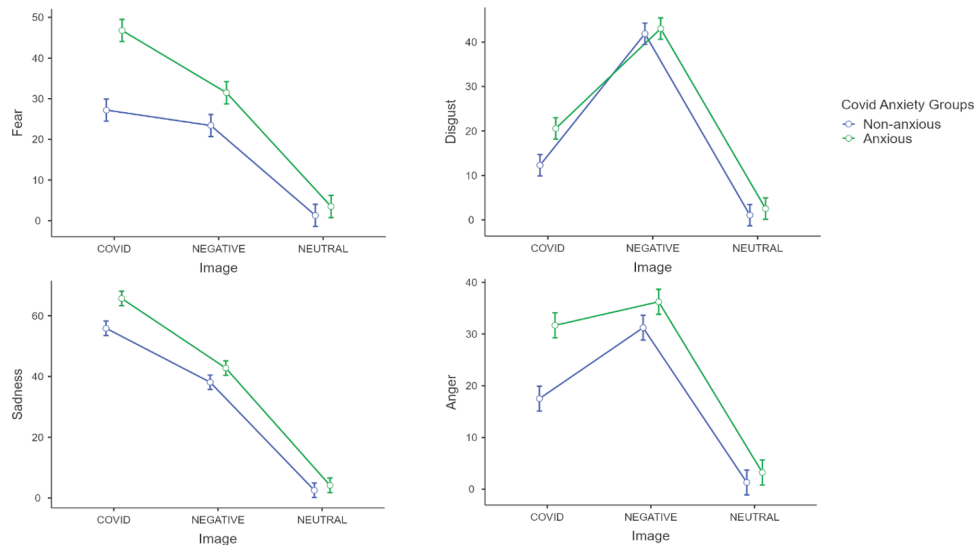 50
40
30
20
10
0
Fear
COVID NEGATIVE NEUTRAL
Image
40
30
20
10
0
Disgust
COVID NEGATIVE NEUTRAL
Image
Covid Anxiety Groups
Non-anxious
Anxious
60
40
20
0
Sadness
COVID NEGATIVE NEUTRAL
Image
40
30
20
10
0
Anger
COVID NEGATIVE NEUTRAL
Image